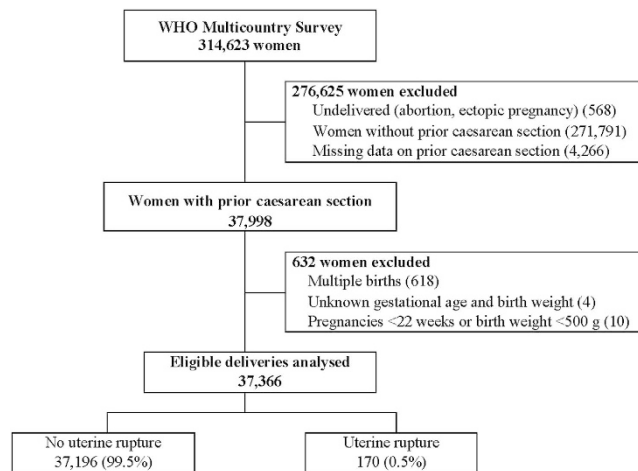 WHO Multicountry Survey
314,623 women
276,625 women excluded
Undelivered (abortion, ectopic pregnancy) (568)
Women without prior caesarean section (271,791)
Missing data on prior caesarean section (4,266)
Women with prior caesarean section
37,998
632 women excluded
Multiple births (618)
Unknown gestational age and birth weight (4)
Pregnancies <22 weeks or birth weight <500 g (10)
Eligible deliveries analysed
37,366
No uterine rupture
37,196 (99.5%)
Uterine rupture
170 (0.5%)